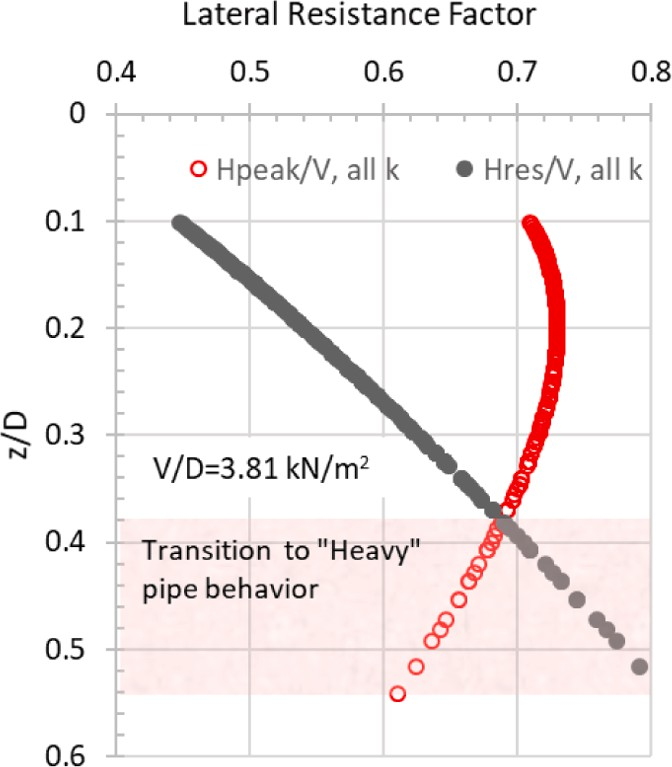 Lateral Resistance Factor
0.4 0.5 0.6 0.7 0.8
0
Hpeak/V, all k Hres/V, all k
0.1
0.2
0.3
z/D
V/D=3.81 kN/m²
0.4
Transition to "Heavy"
pipe behavior
0.5
0.6